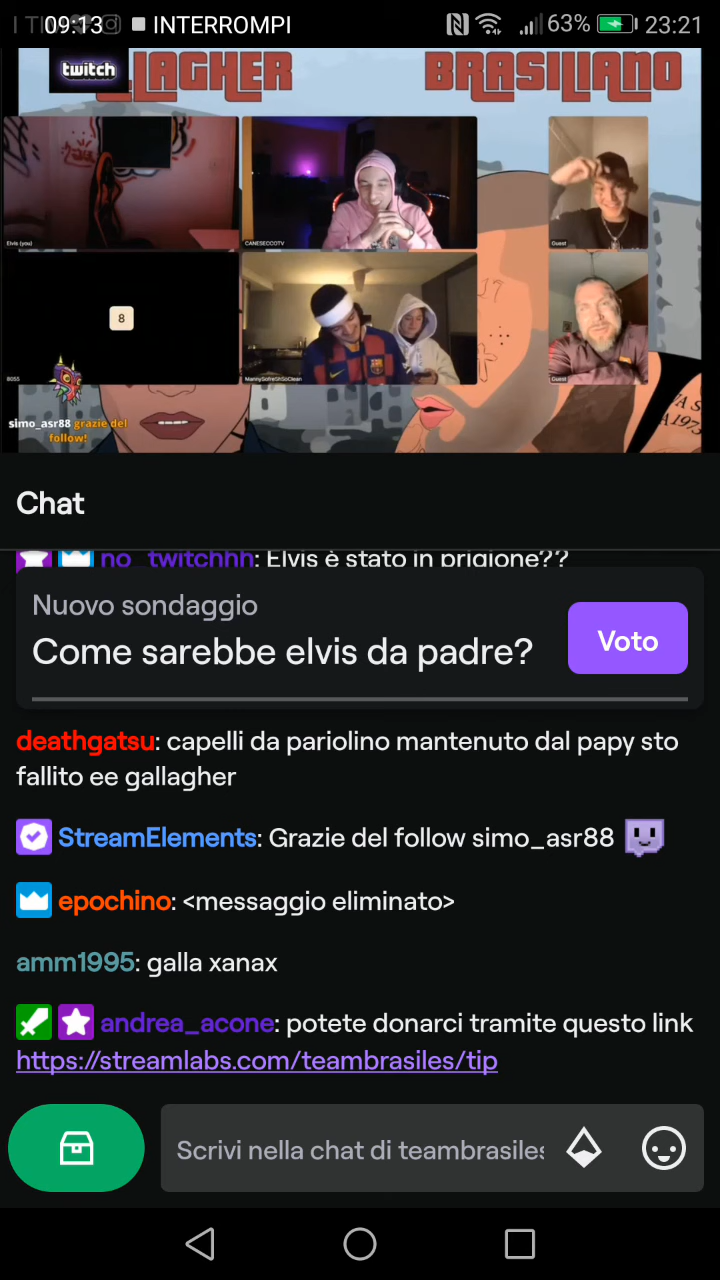 09:13 INTERROMPI 63% 23:21
twitch
LAGHER BRASILIANO
Elvis (you)
CANESECCOTV
Guest
8
BOSS
MannySofreShSoClean
Guest
simo_asr88 grazie del
follow!
A 1973
Chat
no_twitchhh: Elvis è stato in prigione??
Nuovo sondaggio
Come sarebbe elvis da padre?
Voto
deathgatsu: capelli da pariolino mantenuto dal papy sto
fallito ee gallagher
StreamElements: Grazie del follow simo_asr88
epochino: <messaggio eliminato>
amm1995: galla xanax
andrea_acone: potete donarci tramite questo link
https://streamlabs.com/teambrasiles/tip
Scrivi nella chat di teambrasiles